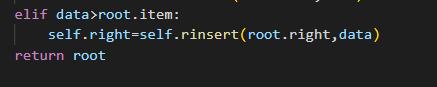 elif data>root.item:
    self.right=self.rinsert(root.right,data)
return root